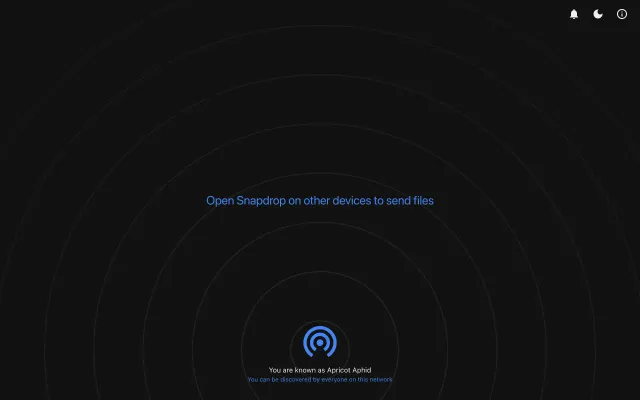 Open Snapdrop on other devices to send files
You are known as Apricot Aphid
You can be discovered by everyone on this network